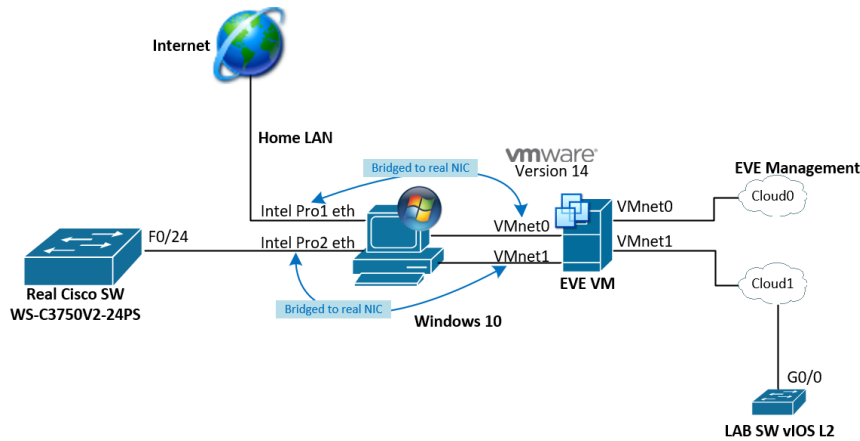 Internet
Home LAN
Bridged to real NIC
vmware®
Version 14
EVE Management
Cloud0
Intel Pro1 eth
VMnet0
VMnet0
F0/24
Intel Pro2 eth
VMnet1
VMnet1
EVE VM
Real Cisco SW
WS-C3750V2-24PS
Bridged to real NIC
Windows 10
Cloud1
G0/0
LAB SW vIOS L2